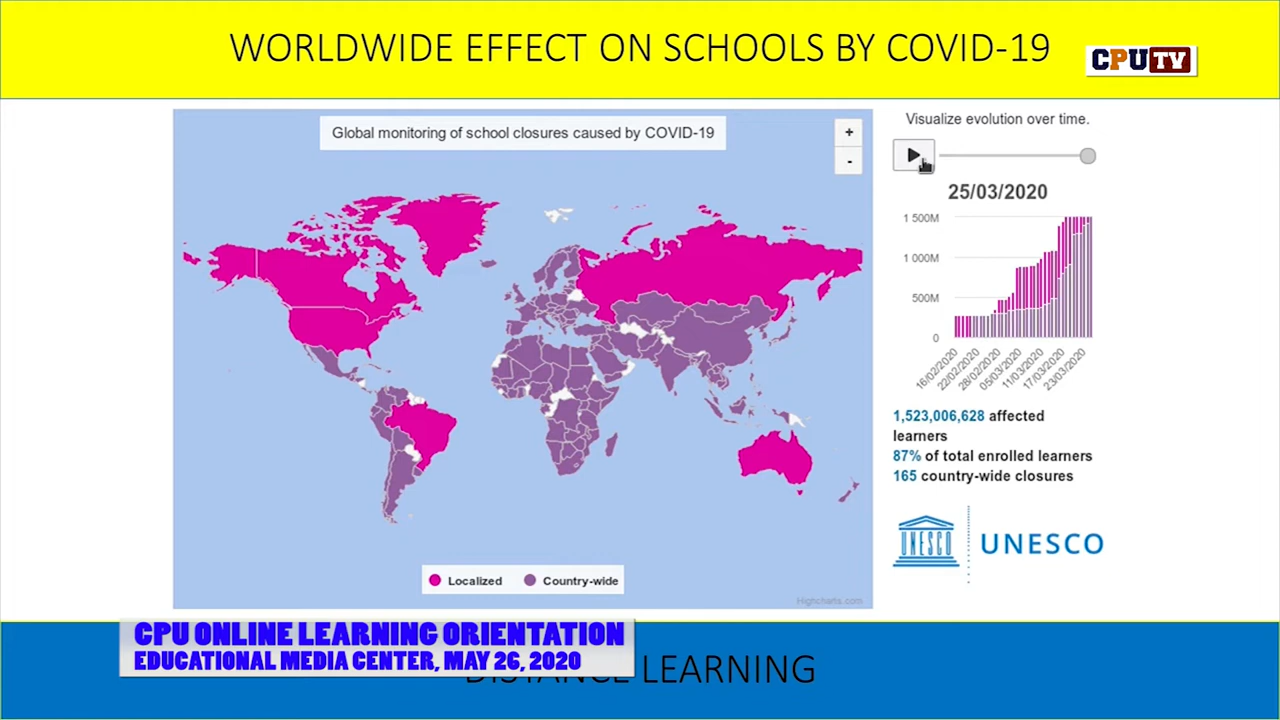 WORLDWIDE EFFECT ON SCHOOLS BY COVID-19
CPUTV
Global monitoring of school closures caused by COVID-19
+
-
Visualize evolution over time.
25/03/2020
1 500M
1 000M
500M
0
16/02/2020
22/02/2020
28/02/2020
05/03/2020
11/03/2020
17/03/2020
23/03/2020
1,523,006,628 affected
learners
87% of total enrolled learners
165 country-wide closures
UNESCO
UNESCO
Localized
Country-wide
Highcharts.com
CPU ONLINE LEARNING ORIENTATION
EDUCATIONAL MEDIA CENTER, MAY 26, 2020
DISTANCE LEARNING